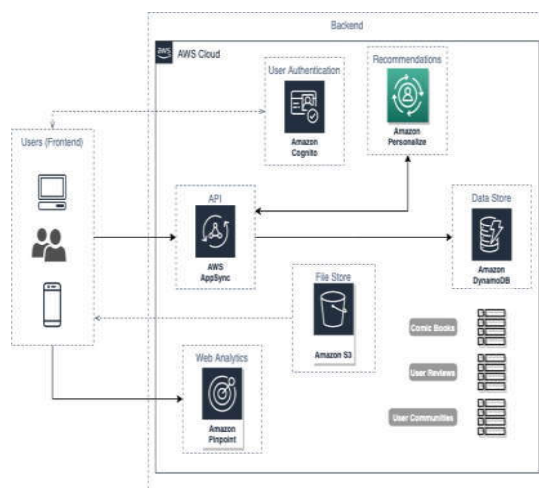 Backend
aws
AWS Cloud
User Authentication
Amazon
Cognito
Recommendations
Amazon
Personalize
Users (Frontend)
API
AWS
AppSync
Data Store
Amazon
DynamoDB
File Store
Amazon S3
Comic Books
User Reviews
User Communities
Web Analytics
Amazon
Pinpoint